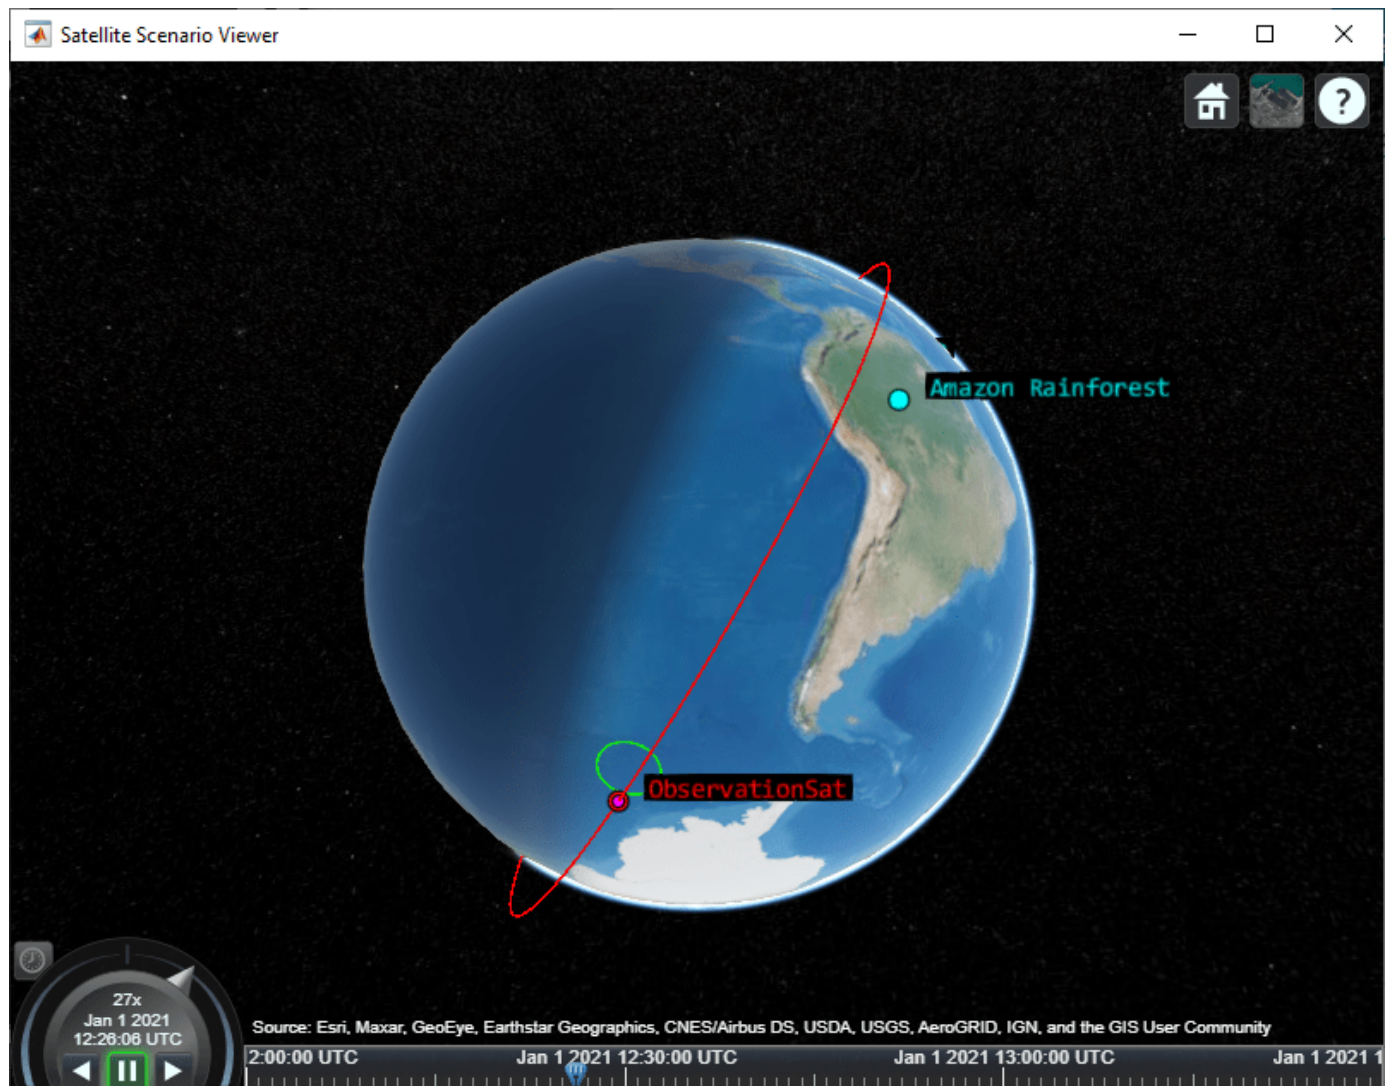 Satellite Scenario Viewer
?
Amazon Rainforest
ObservationSat
27x
Jan 1 2021
12:26:06 UTC
Source: Esri, Maxar, GeoEye, Earthstar Geographics, CNES/Airbus DS, USDA, USGS, AeroGRID, IGN, and the GIS User Community
2:00:00 UTC Jan 1 2021 12:30:00 UTC Jan 1 2021 13:00:00 UTC Jan 1 2021 1